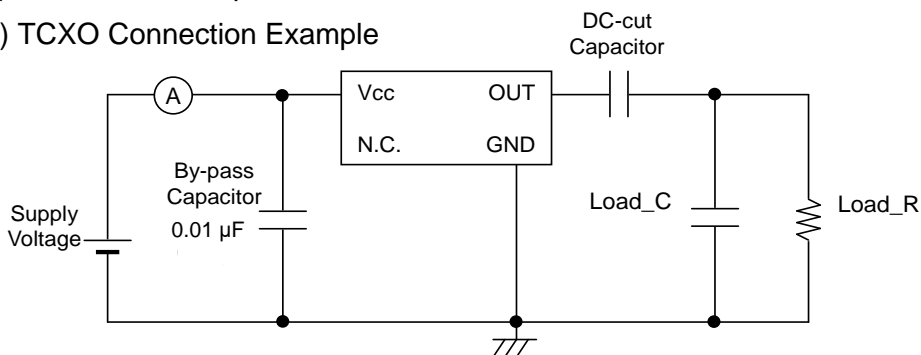 ) TCXO Connection Example
DC-cut
Capacitor
A
Vcc
OUT
N.C.
GND
By-pass
Capacitor
0.01 µF
Supply
Voltage
Load_C
Load_R